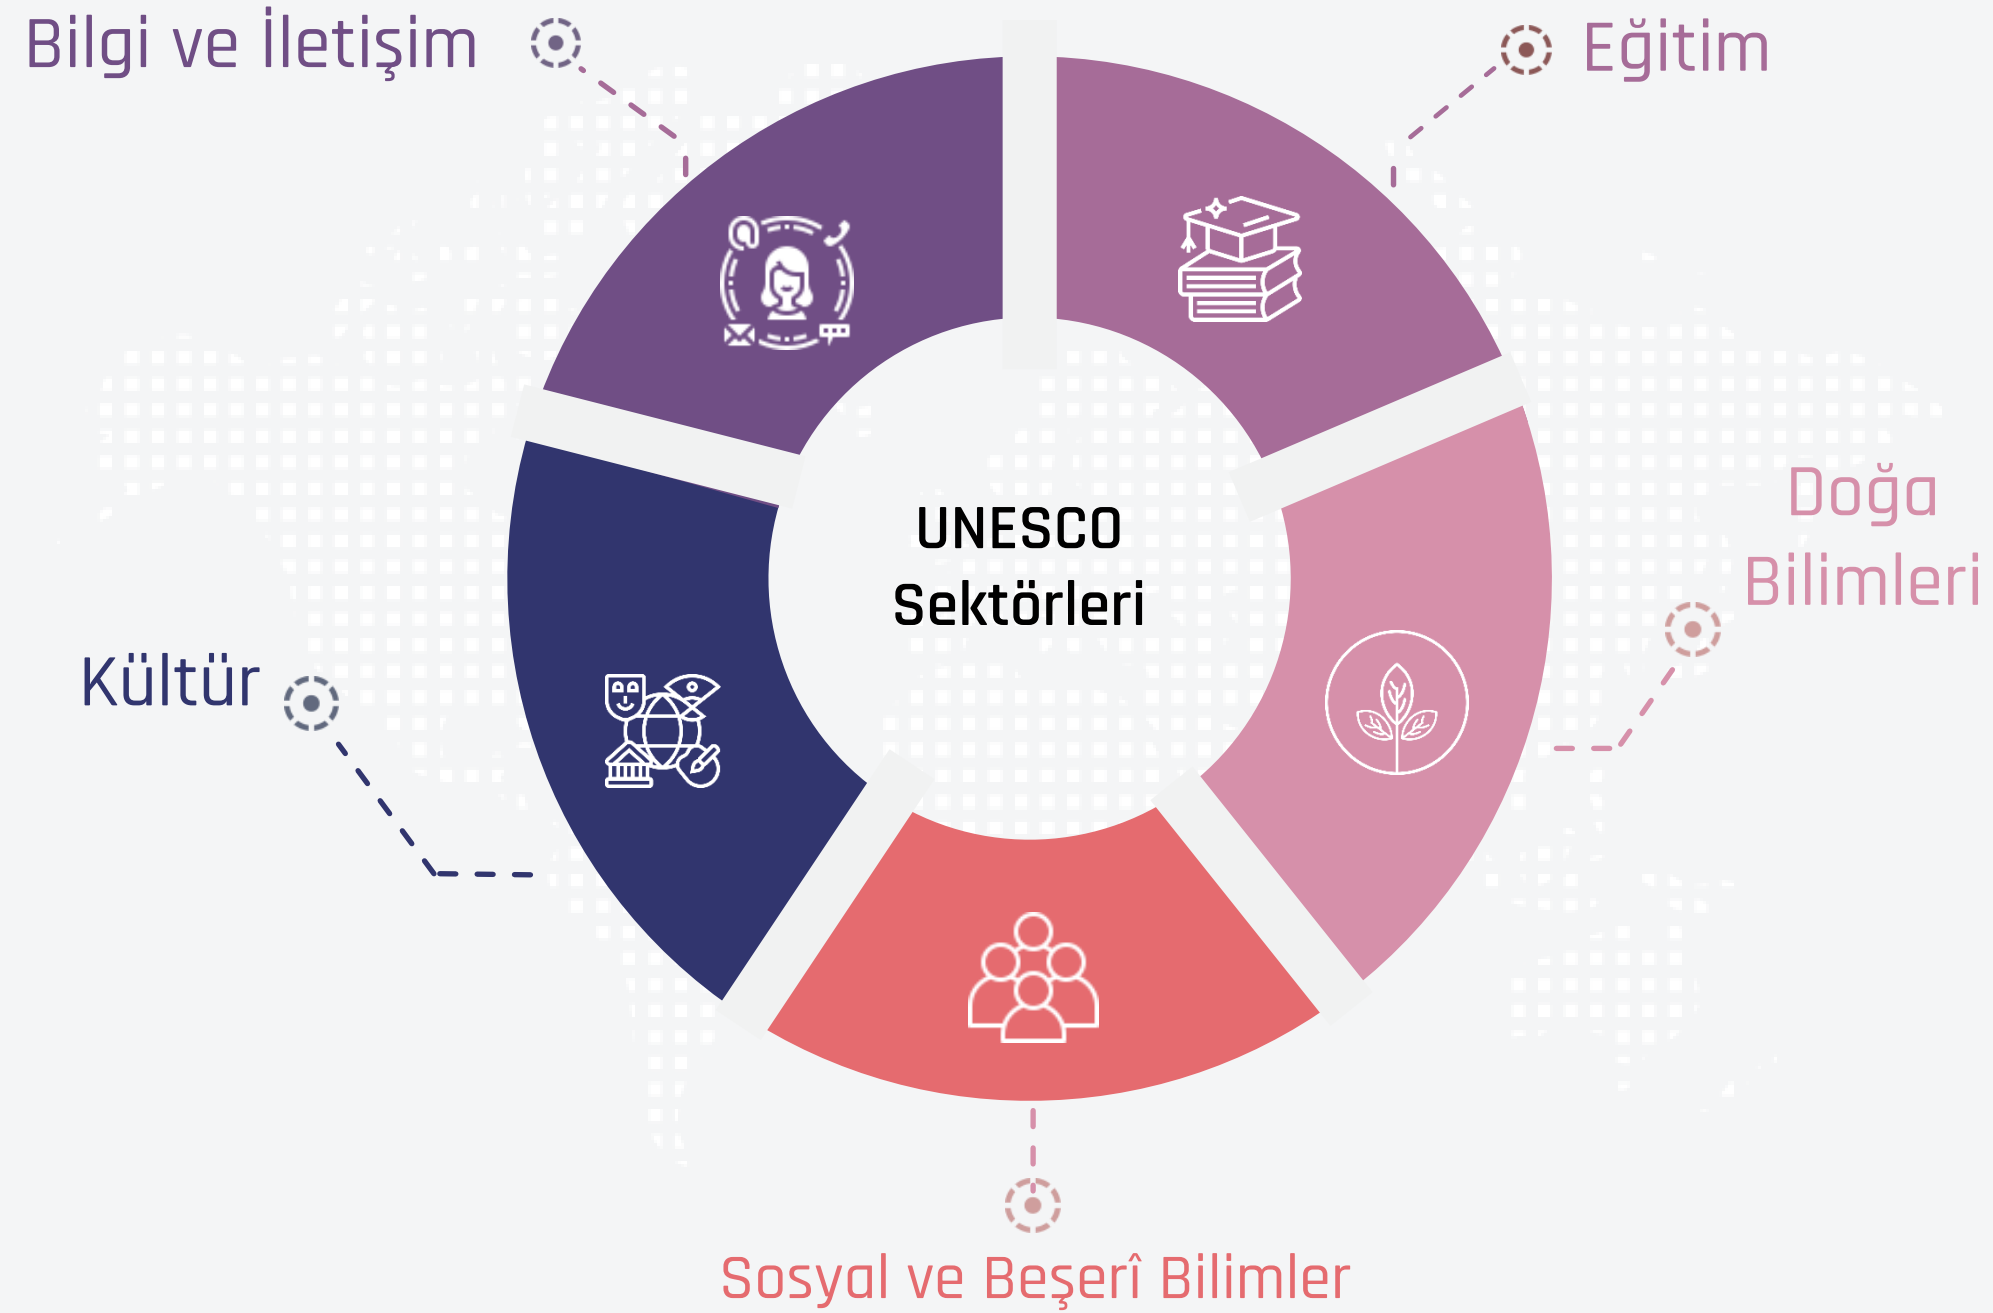 Bilgi ve İletişim
Eğitim
Doğa
Bilimleri
UNESCO
Sektörleri
Kültür
Sosyal ve Beşerî Bilimler